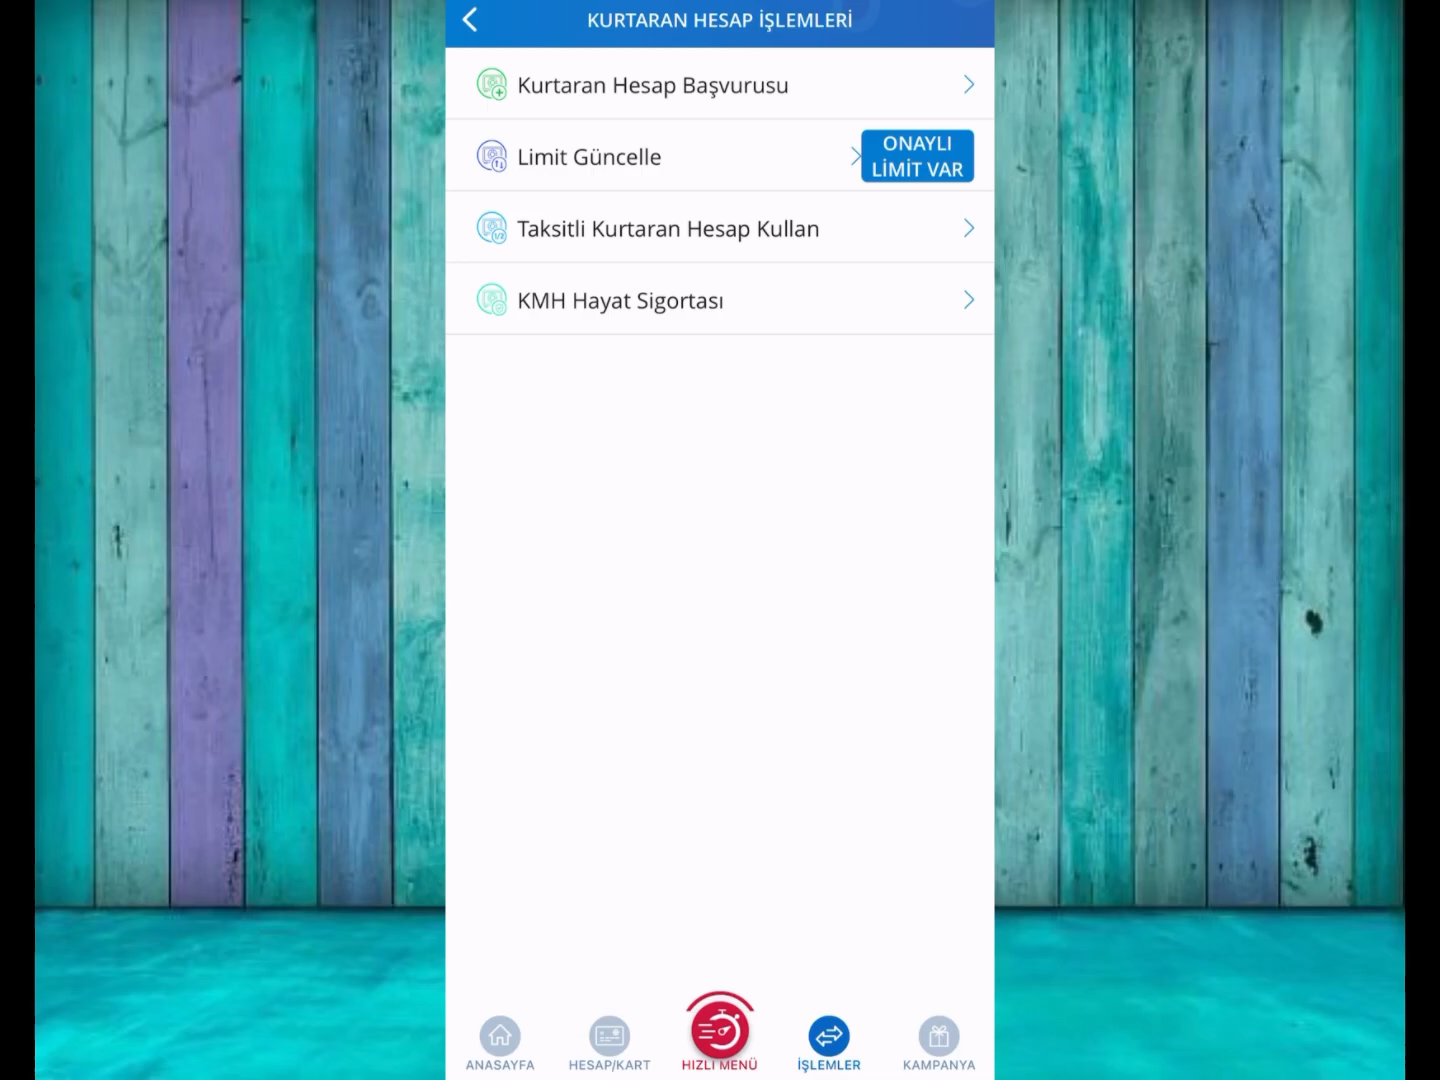 KURTARAN HESAP İŞLEMLERİ
Kurtaran Hesap Başvurusu
Limit Güncelle
ONAYLI
LİMİT VAR
Taksitli Kurtaran Hesap Kullan
KMH Hayat Sigortası
ANASAYFA
HESAP/KART
HIZLI MENÜ
İŞLEMLER
KAMPANYA